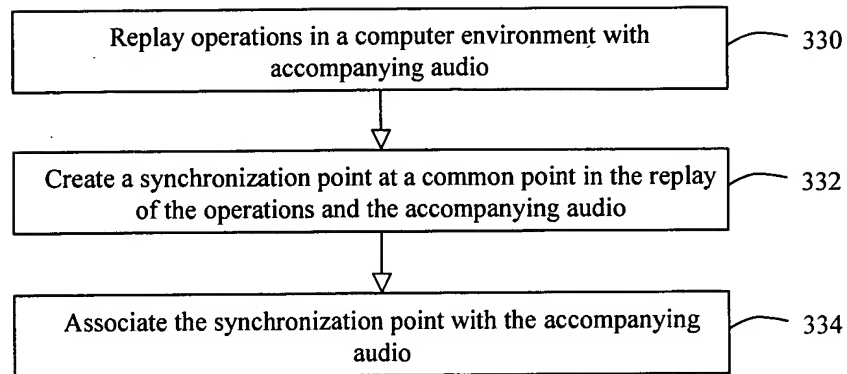 Replay operations in a computer environment with
accompanying audio
330
Create a synchronization point at a common point in the replay
of the operations and the accompanying audio
332
Associate the synchronization point with the accompanying
audio
334